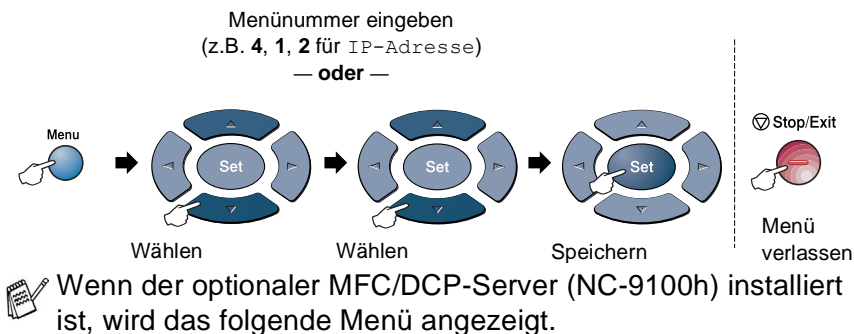 Menünummer eingeben
(z.B. 4, 1, 2 für IP-Adresse)
— oder —
Menu
Set
Set
Set
Stop/Exit
Wählen
Wählen
Speichern
Menü
verlassen
Wenn der optionaler MFC/DCP-Server (NC-9100h) installiert
ist, wird das folgende Menü angezeigt.